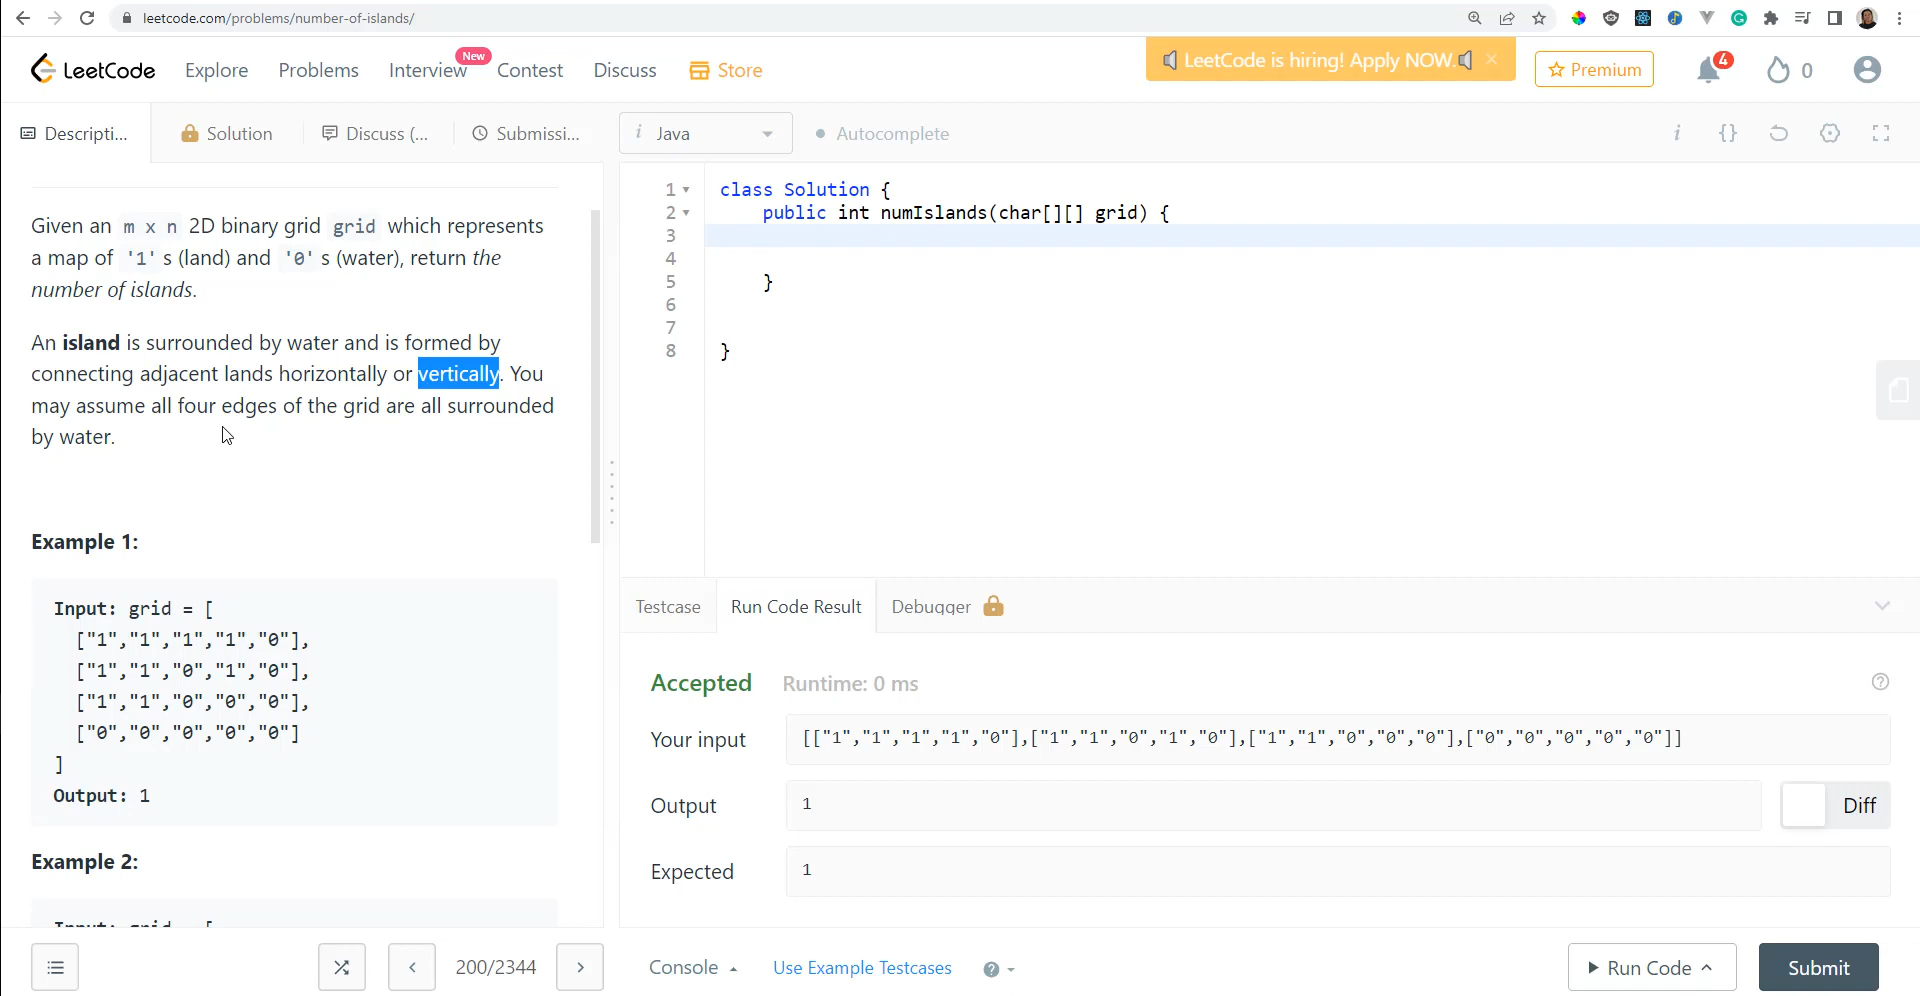 leetcode.com/problems/number-of-islands/
LeetCode
Explore
Problems
Interview
New
Contest
Discuss
Store
LeetCode is hiring! Apply NOW.
×
Premium
4
0
Descripti...
Solution
Discuss (...
Submissi...
i Java
Autocomplete
i
{}
Given an m x n 2D binary grid grid which represents
a map of '1' s (land) and '0' s (water), return the
number of islands.
An island is surrounded by water and is formed by
connecting adjacent lands horizontally or vertically. You
may assume all four edges of the grid are all surrounded
by water.
Example 1:
Input: grid = [
["1","1","1","1","0"],
["1","1","0","1","0"],
["1","1","0","0","0"],
["0","0","0","0","0"]
]
Output: 1
Example 2:
Input: grid = [
1 class Solution {
2 public int numIslands(char[][] grid) {
3
4
5 }
6
7
8 }
Testcase
Run Code Result
Debugger
Accepted Runtime: 0 ms
Your input [["1","1","1","1","0"],["1","1","0","1","0"],["1","1","0","0","0"],["0","0","0","0","0"]]
Output 1
Diff
Expected 1
200/2344
Console
Use Example Testcases
?
Run Code
Submit